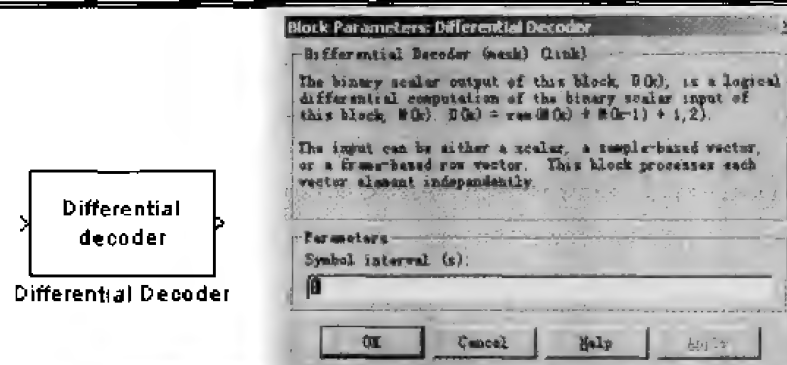 Differential
decoder
Differential Decoder
Block Parameters: Differential Decoder
Differential Decoder (mask) (link)
The binary scalar output of this block, D(k), is a logical
differential computation of the binary scalar input of
this block, M(k). D(k) = rem(M(k) + M(k-1) + 1,2).
The input can be either a scalar, a sample-based vector,
or a frame-based row vector. This block processes each
vector element independently.
Parameters
Symbol interval (s):
OK
Cancel
Help
Apply